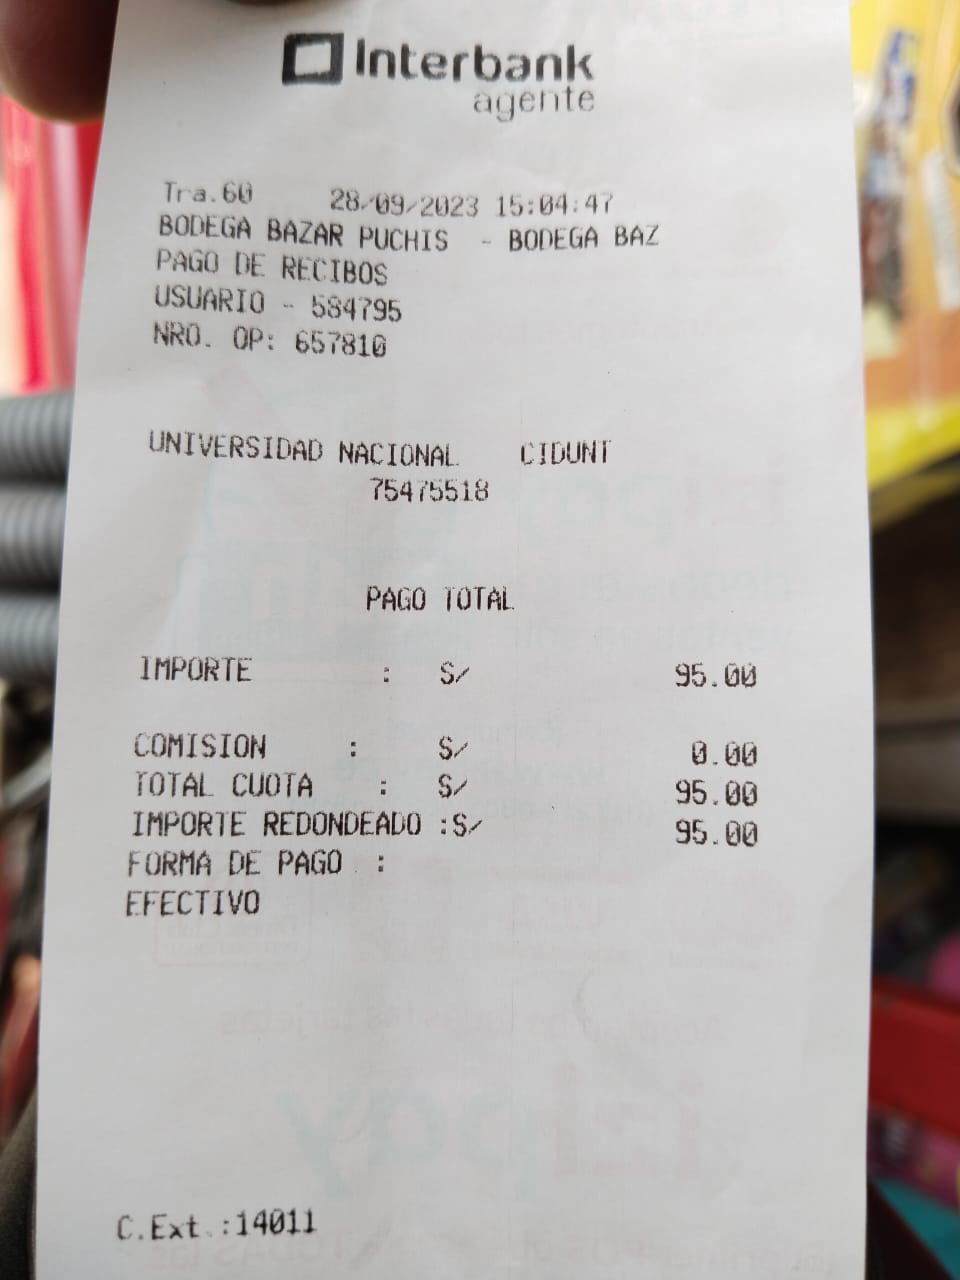 Interbank
agente
Tra.60 28/09/2023 15:04:47
BODEGA BAZAR PUCHIS - BODEGA BAZ
PAGO DE RECIBOS
USUARIO - 584795
NRO. OP: 657810
UNIVERSIDAD NACIONAL CIDUNT
75475518
PAGO TOTAL
IMPORTE : S/ 95.00
COMISION : S/ 0.00
TOTAL CUOTA : S/ 95.00
IMPORTE REDONDEADO :S/ 95.00
FORMA DE PAGO :
EFECTIVO
C.Ext.:14011